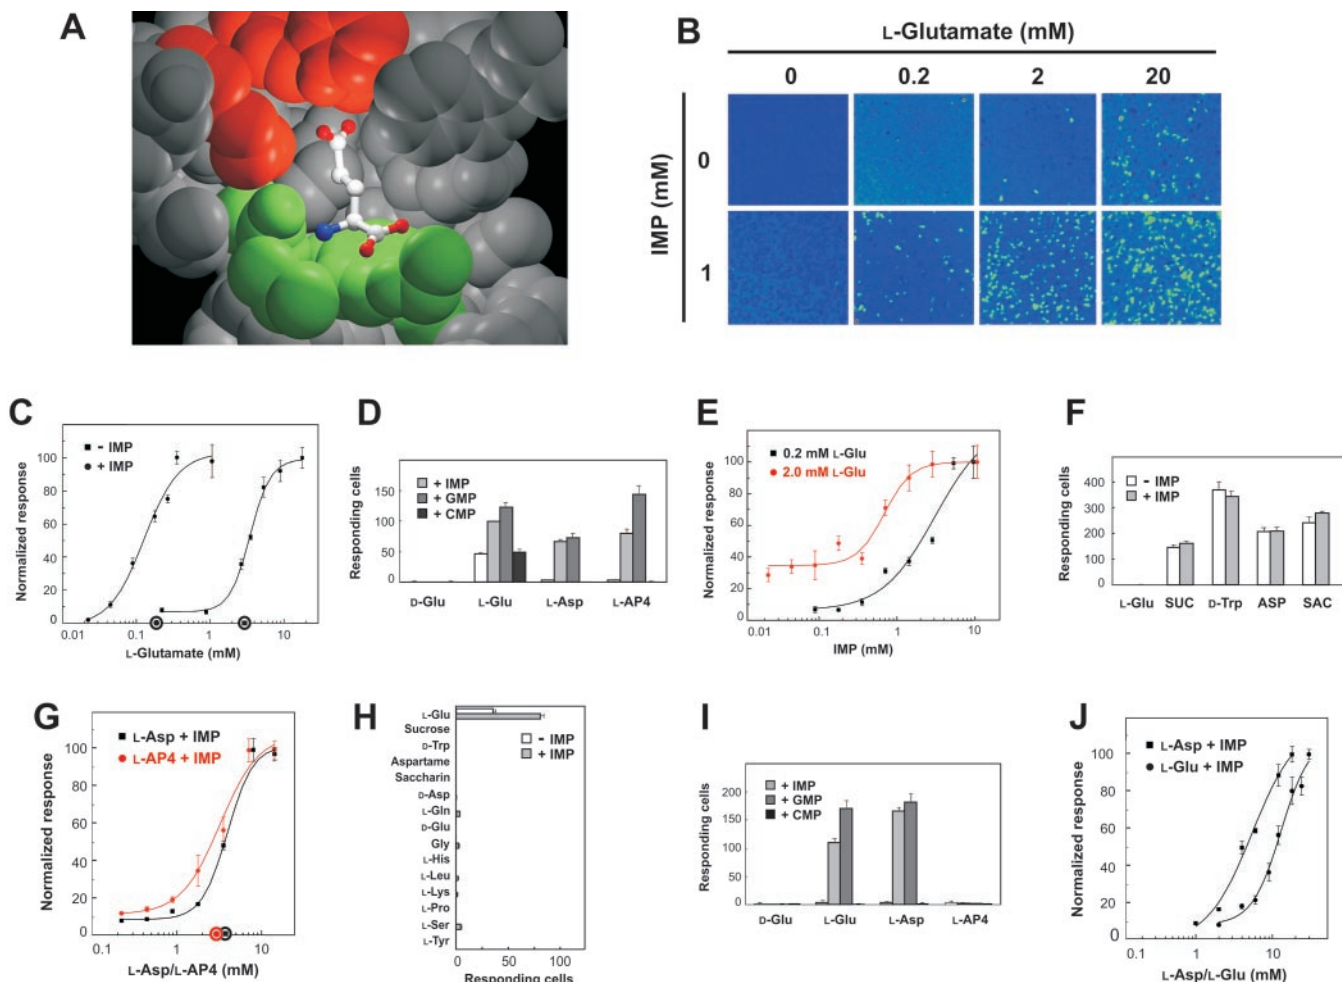 A
B
L-Glutamate (mM)
0 0.2 2 20
IMP (mM)
0
1
C
Normalized response
100
80
60
40
20
0
- IMP
+ IMP
0.01 0.1 1 10
L-Glutamate (mM)
D
Responding cells
150
100
50
0
+ IMP
+ GMP
+ CMP
D-Glu L-Glu L-Asp L-AP4
E
Normalized response
100
80
60
40
20
0
0.2 mM L-Glu
2.0 mM L-Glu
0.01 0.1 1 10
IMP (mM)
F
Responding cells
400
300
200
100
0
- IMP
+ IMP
L-Glu SUC D-Trp ASP SAC
G
Normalized response
100
80
60
40
20
0
L-Asp + IMP
L-AP4 + IMP
0.1 1 10
L-Asp/L-AP4 (mM)
H
L-Glu
Sucrose
D-Trp
Aspartame
Saccharin
D-Asp
L-Gln
D-Glu
Gly
L-His
L-Leu
L-Lys
L-Pro
L-Ser
L-Tyr
- IMP
+ IMP
0 50 100
Responding cells
I
Responding cells
200
150
100
50
0
+ IMP
+ GMP
+ CMP
D-Glu L-Glu L-Asp L-AP4
J
Normalized response
100
80
60
40
20
0
L-Asp + IMP
L-Glu + IMP
0.1 1 10
L-Asp/L-Glu (mM)